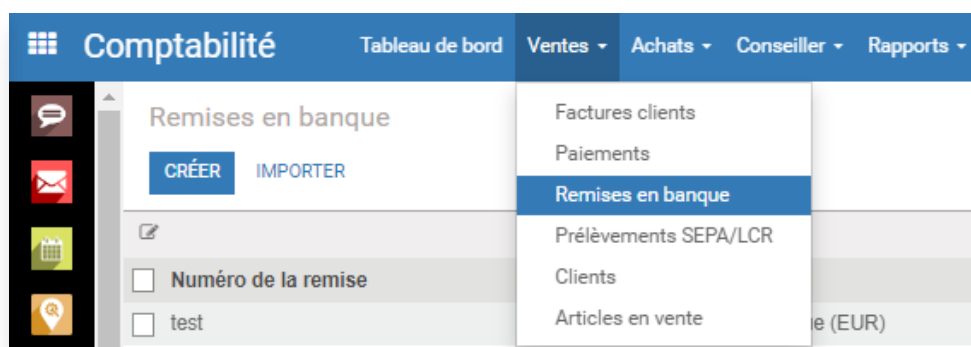 Comptabilité Tableau de bord Ventes Achats Conseiller Rapports
Remises en banque
CRÉER IMPORTER
Factures clients
Paiements
Remises en banque
Prélèvements SEPA/LCR
Clients
Articles en vente
Numéro de la remise
test (EUR)